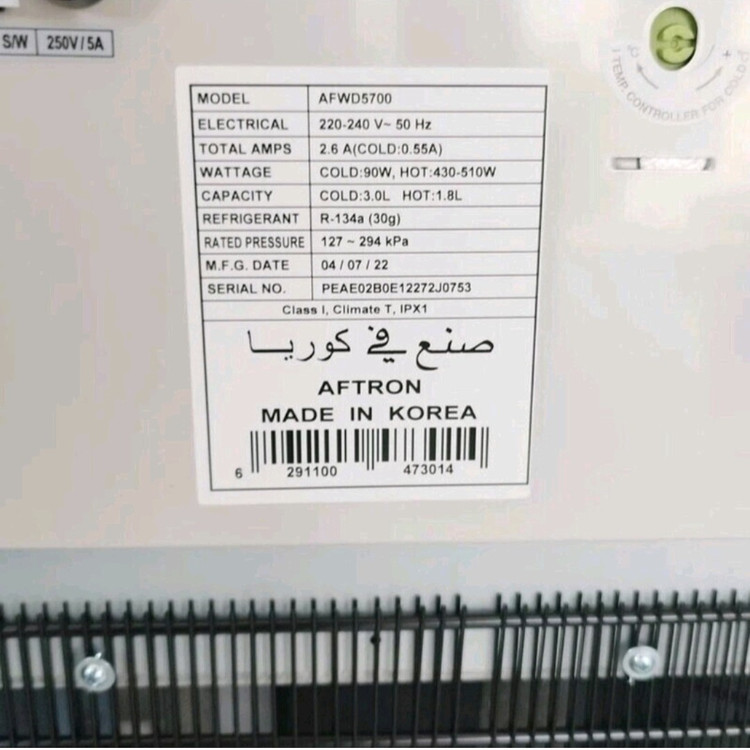 S/W 250V/5A
1 TEMP. CONTROLLER FOR COLD
MODEL AFWD5700
ELECTRICAL 220-240 V~ 50 Hz
TOTAL AMPS 2.6 A(COLD:0.55A)
WATTAGE COLD:90W, HOT:430-510W
CAPACITY COLD:3.0L HOT:1.8L
REFRIGERANT R-134a (30g)
RATED PRESSURE 127 ~ 294 kPa
M.F.G. DATE 04 / 07 / 22
SERIAL NO. PEAE02B0E12272J0753
Class I, Climate T, IPX1
صنع في كوريا
AFTRON
MADE IN KOREA
6 291100 473014